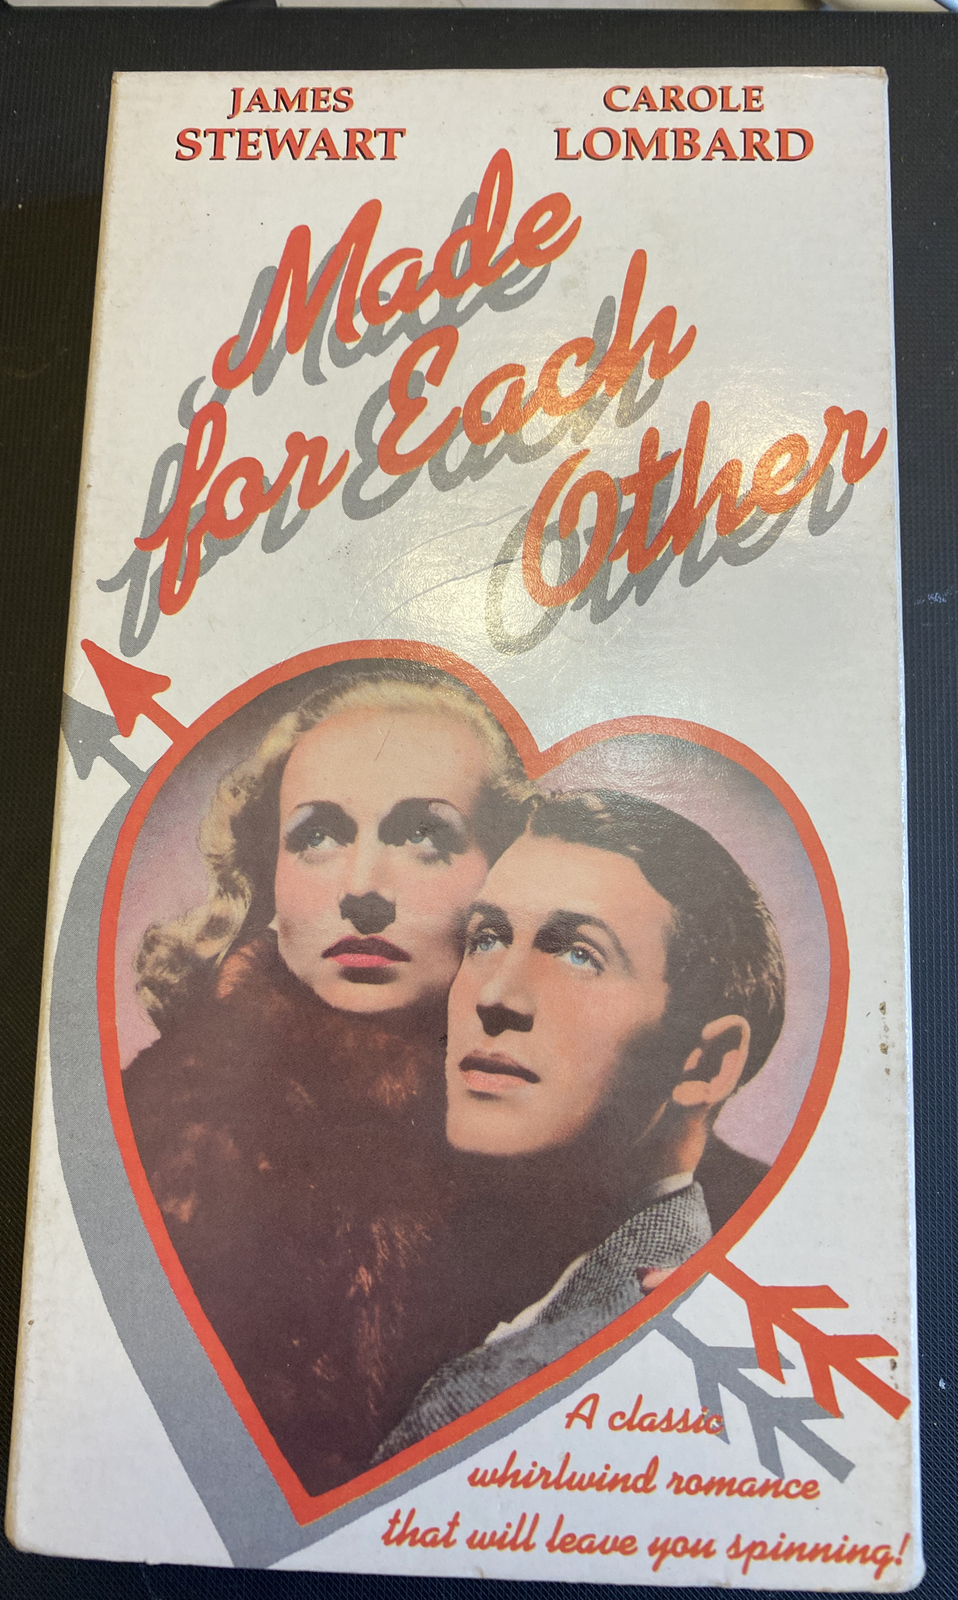 JAMES
STEWART
CAROLE
LOMBARD
Made
for Each
Other
A classic
whirlwind romance
that will leave you spinning!